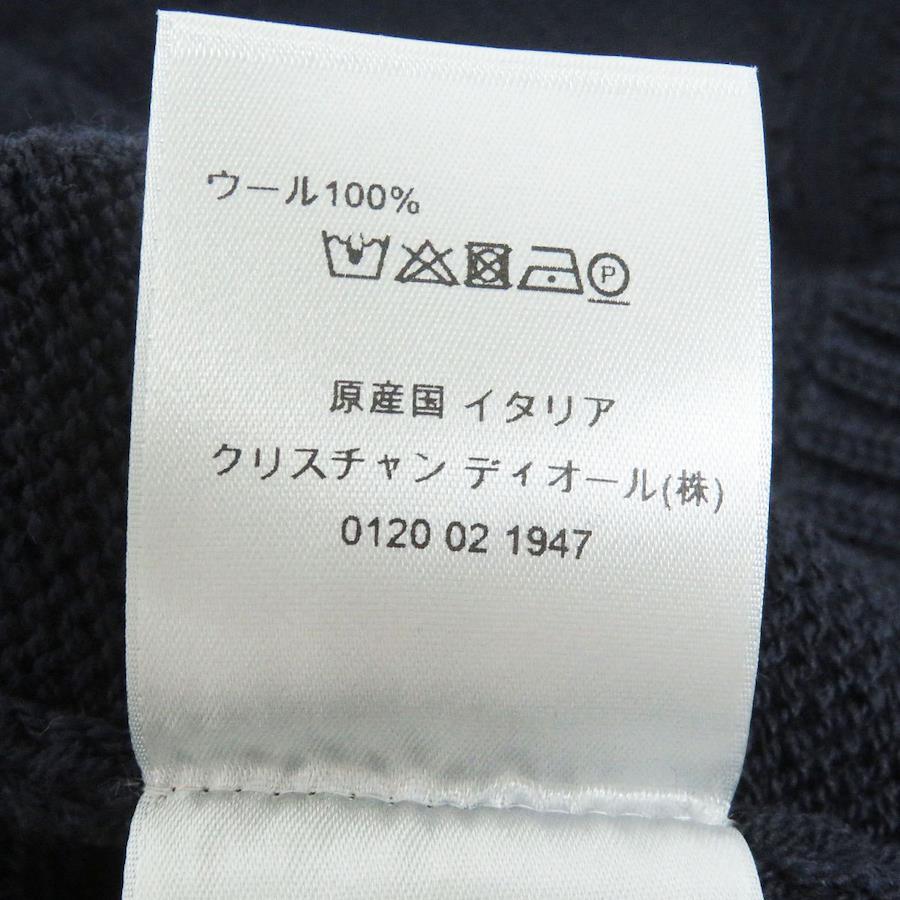 ウール100%
P
原産国 イタリア
クリスチャン ディオール(株)
0120 02 1947